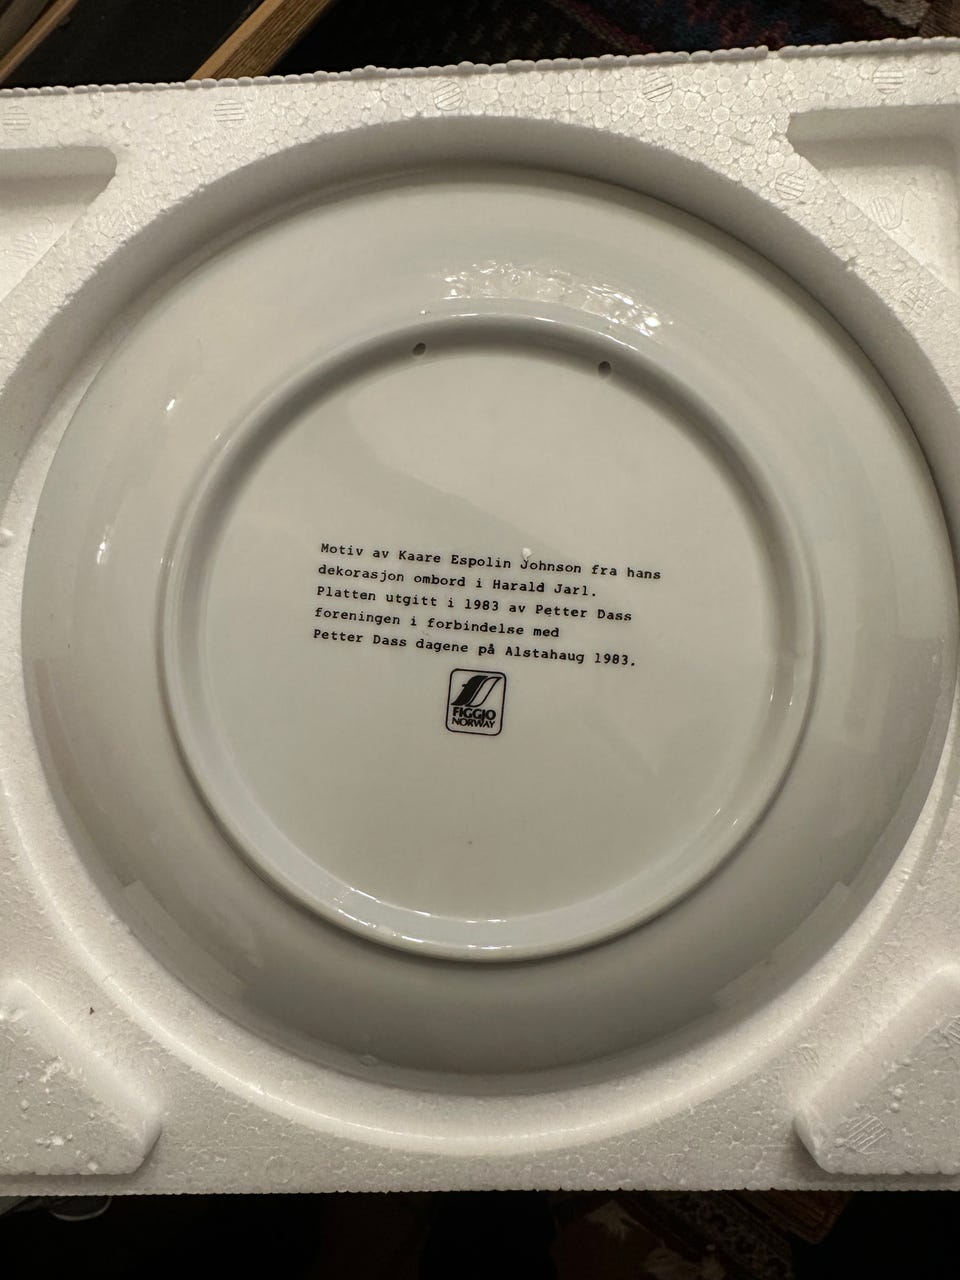 Motiv av Kaare Espolin Johnson fra hans
dekorasjon ombord i Harald Jarl.
Platten utgitt i 1983 av Petter Dass
foreningen i forbindelse med
Petter Dass dagene på Alstahaug 1983.
FIGGJO
NORWAY